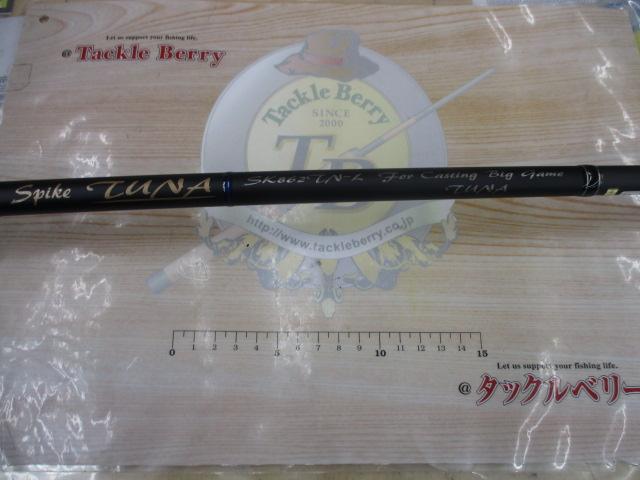 Let us support your fishing life.
@ Tackle Berry
Tackle Berry
SINCE
2000
TB
Spike TUNA SK662TN-L For Casting Big Game
TUNA
http://www.tackleberry.co.jp
0 1 2 3 4 5 6 7 8 9 10 11 12 13 14 15
Let us support your fishing life.
@ タックルベリー